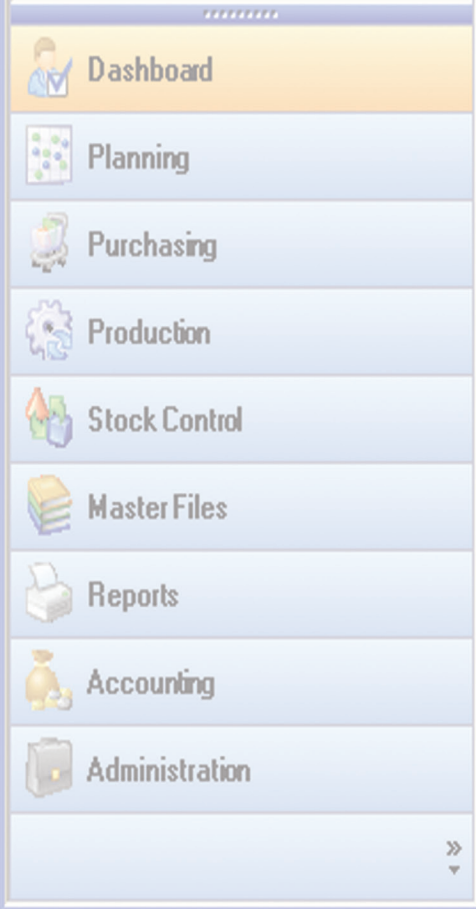 Dashboard
Planning
Purchasing
Production
Stock Control
Master Files
Reports
Accounting
Administration